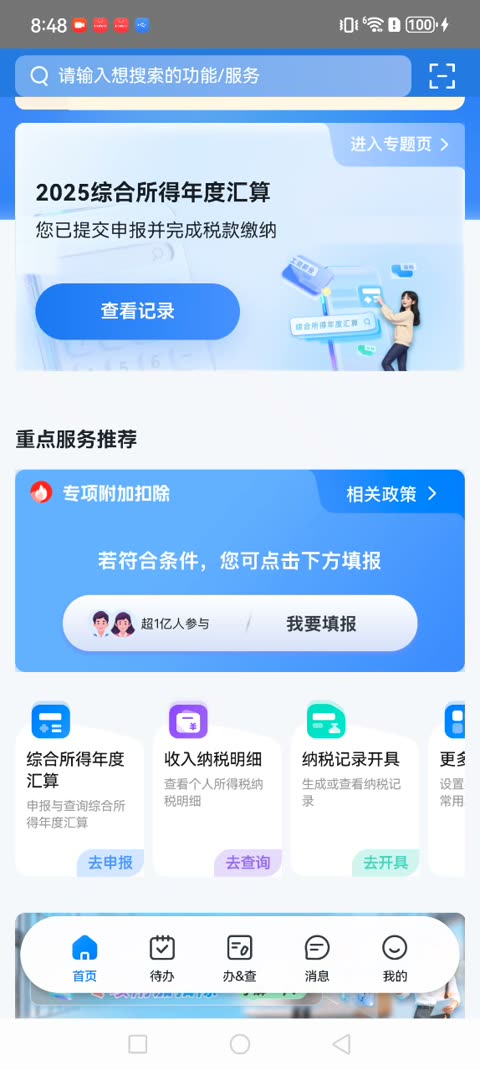 8:48
6
100
请输入想搜索的功能/服务
进入专题页
2025综合所得年度汇算
您已提交申报并完成税款缴纳
查看记录
综合所得年度汇算
重点服务推荐
专项附加扣除
相关政策
若符合条件，您可点击下方填报
超1亿人参与
我要填报
综合所得年度
汇算
申报与查询综合所
得年度汇算
去申报
收入纳税明细
查看个人所得税纳
税明细
去查询
纳税记录开具
生成或查看纳税记
录
去开具
更多
设置
常用
首页
待办
办&查
消息
我的